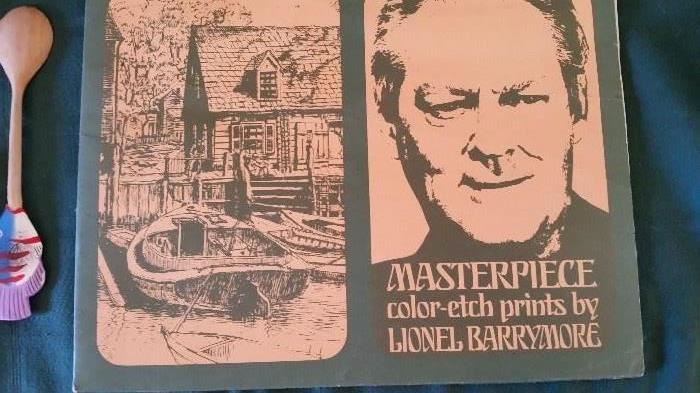 MASTERPIECE
color-etch prints by
LIONEL BARRYMORE